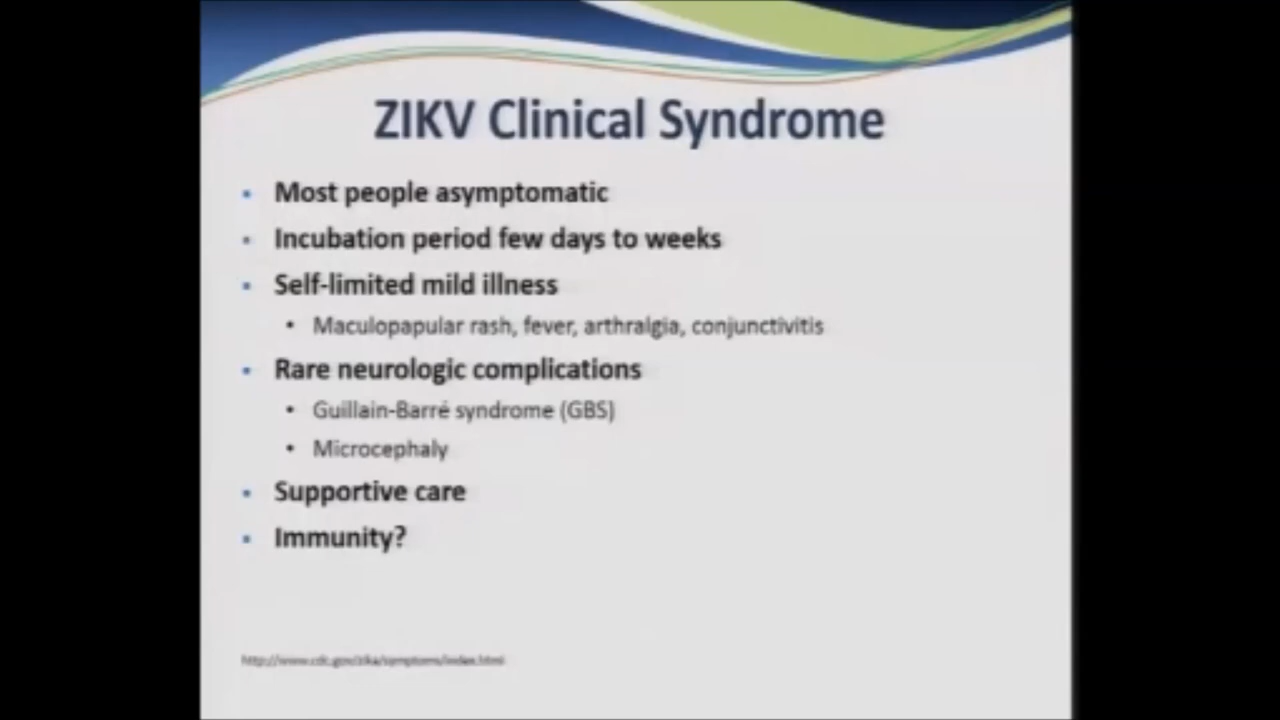 ZIKV Clinical Syndrome
▪ Most people asymptomatic
▪ Incubation period few days to weeks
▪ Self-limited mild illness
• Maculopapular rash, fever, arthralgia, conjunctivitis
▪ Rare neurologic complications
• Guillain-Barré syndrome (GBS)
• Microcephaly
▪ Supportive care
▪ Immunity?
http://www.cdc.gov/zika/symptoms/index.html